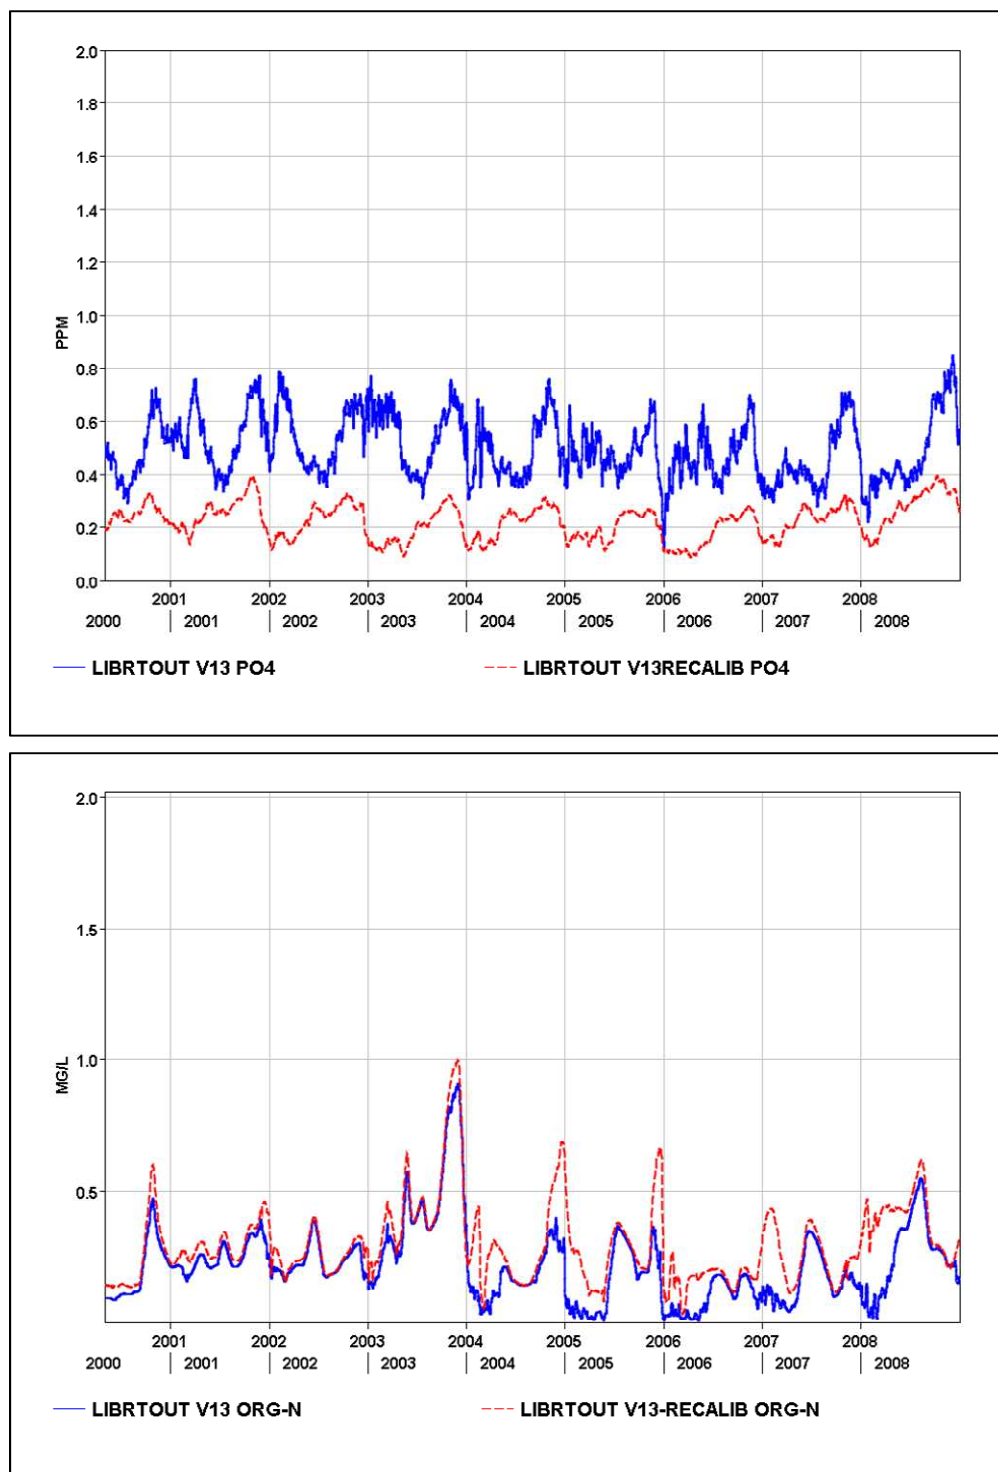 2.0
1.8
1.6
1.4
1.2
1.0
0.8
0.6
0.4
0.2
0.0
PPM
2001 2002 2003 2004 2005 2006 2007 2008
2000 2001 2002 2003 2004 2005 2006 2007 2008
LIBRTOUT V13 PO4 LIBRTOUT V13RECALIB PO4
2.0
1.5
1.0
0.5
MG/L
2001 2002 2003 2004 2005 2006 2007 2008
2000 2001 2002 2003 2004 2005 2006 2007 2008
LIBRTOUT V13 ORG-N LIBRTOUT V13-RECALIB ORG-N